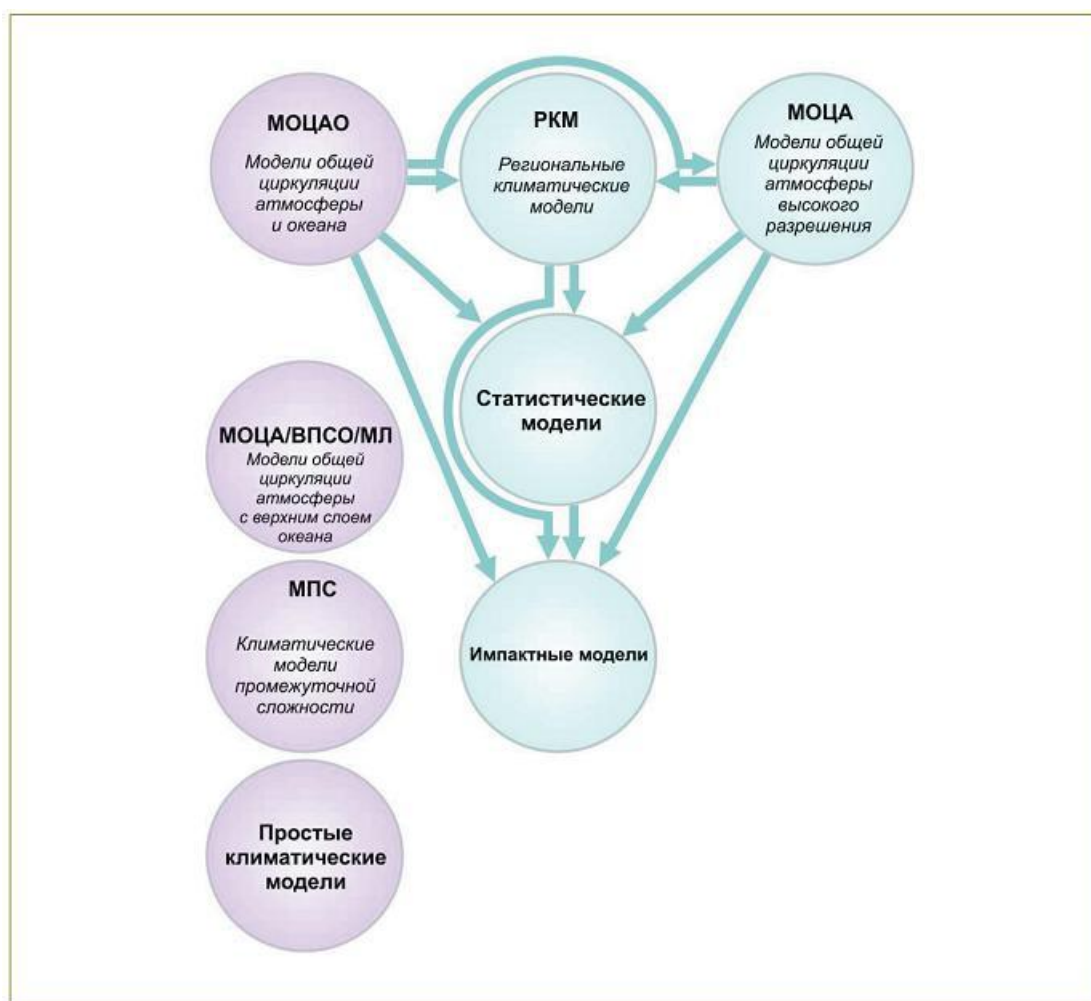 МОЦАО
Модели общей
циркуляции
атмосферы
и океана
РКМ
Региональные
климатические
модели
МОЦА
Модели общей
циркуляции
атмосферы
высокого
разрешения
Статистические
модели
МОЦА/ВПСО/МЛ
Модели общей
циркуляции
атмосферы
с верхним слоем
океана
МПС
Климатические
модели
промежуточной
сложности
Импактные модели
Простые
климатические
модели